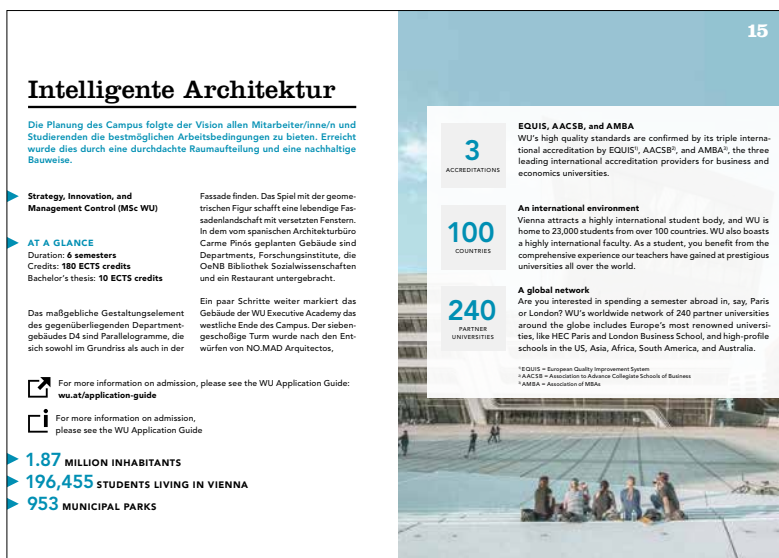 Intelligente Architektur
Die Planung des Campus folgte der Vision allen Mitarbeiter/inne/n und
Studierenden die bestmöglichen Arbeitsbedingungen zu bieten. Erreicht
wurde dies durch eine durchdachte Raumaufteilung und eine nachhaltige
Bauweise.
Strategy, Innovation, and
Management Control (MSc WU)
AT A GLANCE
Duration: 6 semesters
Credits: 180 ECTS credits
Bachelor's thesis: 10 ECTS credits
Das maßgebliche Gestaltungselement
des gegenüberliegenden Department-
gebäudes D4 sind Parallelogramme, die
sich sowohl im Grundriss als auch in der
Fassade finden. Das Spiel mit der geome-
trischen Figur schafft eine lebendige Fas-
sadenlandschaft mit versetzten Fenstern.
In dem vom spanischen Architekturbüro
Carme Pinós geplanten Gebäude sind
Departments, Forschungsinstitute, die
OeNB Bibliothek Sozialwissenschaften
und ein Restaurant untergebracht.
Ein paar Schritte weiter markiert das
Gebäude der WU Executive Academy das
westliche Ende des Campus. Der sieben-
geschoßige Turm wurde nach den Ent-
würfen von NO.MAD Arquitectos,
For more information on admission, please see the WU Application Guide:
wu.at/application-guide
For more information on admission,
please see the WU Application Guide
1.87 MILLION INHABITANTS
196,455 STUDENTS LIVING IN VIENNA
953 MUNICIPAL PARKS
15
3
ACCREDITATIONS
EQUIS, AACSB, and AMBA
WU's high quality standards are confirmed by its triple interna-
tional accreditation by EQUIS¹⁾, AACSB²⁾, and AMBA³⁾, the three
leading international accreditation providers for business and
economics universities.
100
COUNTRIES
An international environment
Vienna attracts a highly international student body, and WU is
home to 23,000 students from over 100 countries. WU also boasts
a highly international faculty. As a student, you benefit from the
comprehensive experience our teachers have gained at prestigious
universities all over the world.
240
PARTNER
UNIVERSITIES
A global network
Are you interested in spending a semester abroad in, say, Paris
or London? WU's worldwide network of 240 partner universities
around the globe includes Europe's most renowned universi-
ties, like HEC Paris and London Business School, and high-profile
schools in the US, Asia, Africa, South America, and Australia.
¹⁾ EQUIS = European Quality Improvement System
²⁾ AACSB = Association to Advance Collegiate Schools of Business
³⁾ AMBA = Association of MBAs